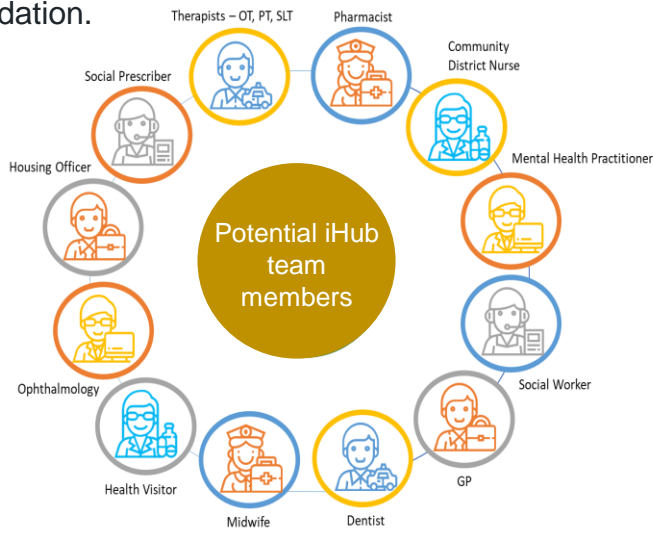 dation.
Therapists – OT, PT, SLT
Pharmacist
Community
District Nurse
Social Prescriber
Mental Health Practitioner
Housing Officer
Potential iHub
team
members
Social Worker
Ophthalmology
GP
Health Visitor
Midwife
Dentist